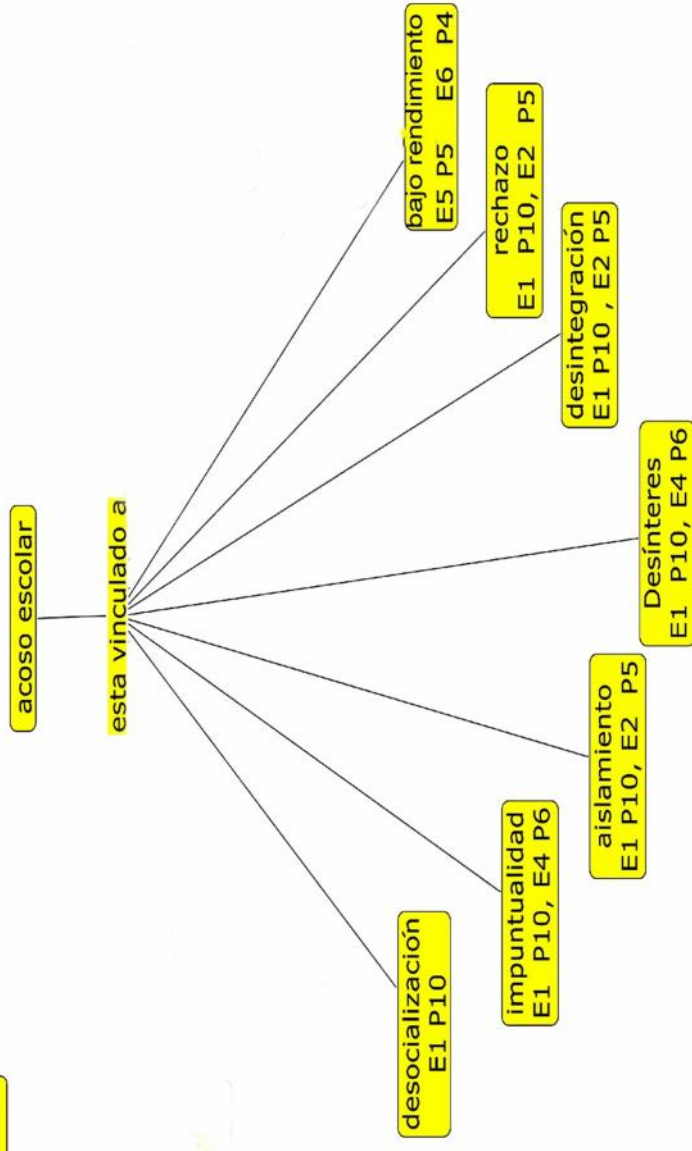 acoso escolar
esta vinculado a
desocialización
E1 P10
impuntualidad
E1 P10, E4 P6
aislamiento
E1 P10, E2 P5
Desínteres
E1 P10, E4 P6
desintegración
E1 P10 , E2 P5
rechazo
E1 P10, E2 P5
bajo rendimiento
E5 P5 E6 P4